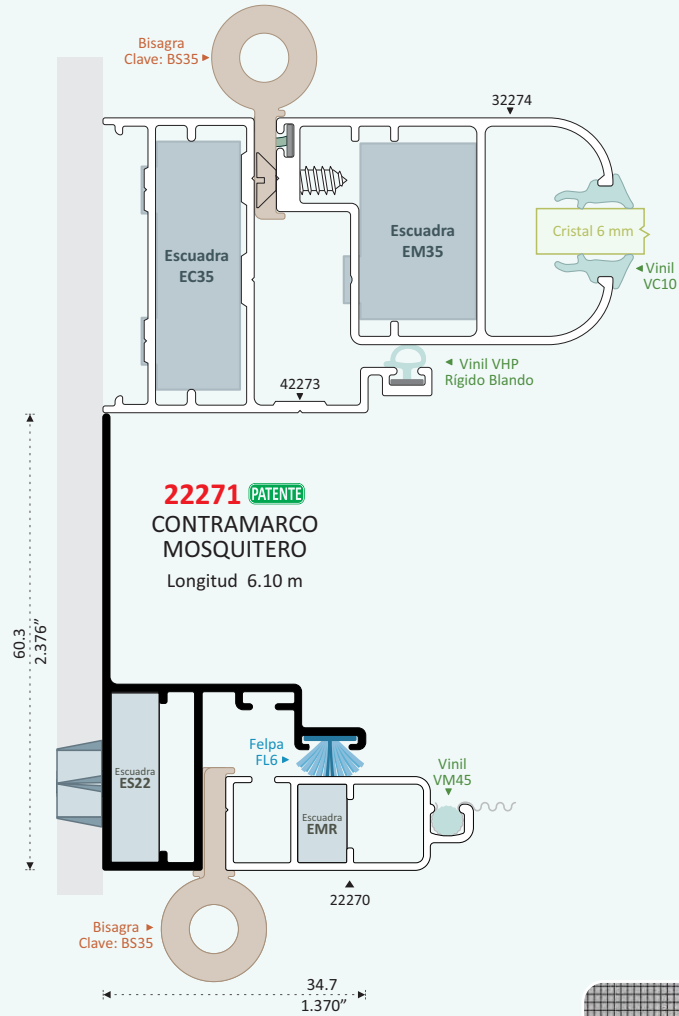 Bisagra
Clave: BS35
32274
Escuadra
EC35
Escuadra
EM35
Cristal 6 mm
Vinil
VC10
Vinil VHP
Rígido Blando
42273
22271 PATENTE
CONTRAMARCO
MOSQUITERO
Longitud 6.10 m
60.3
2.376”
Felpa
FL6
Vinil
VM45
Escuadra
ES22
Escuadra
EMR
22270
Bisagra
Clave: BS35
34.7
1.370”